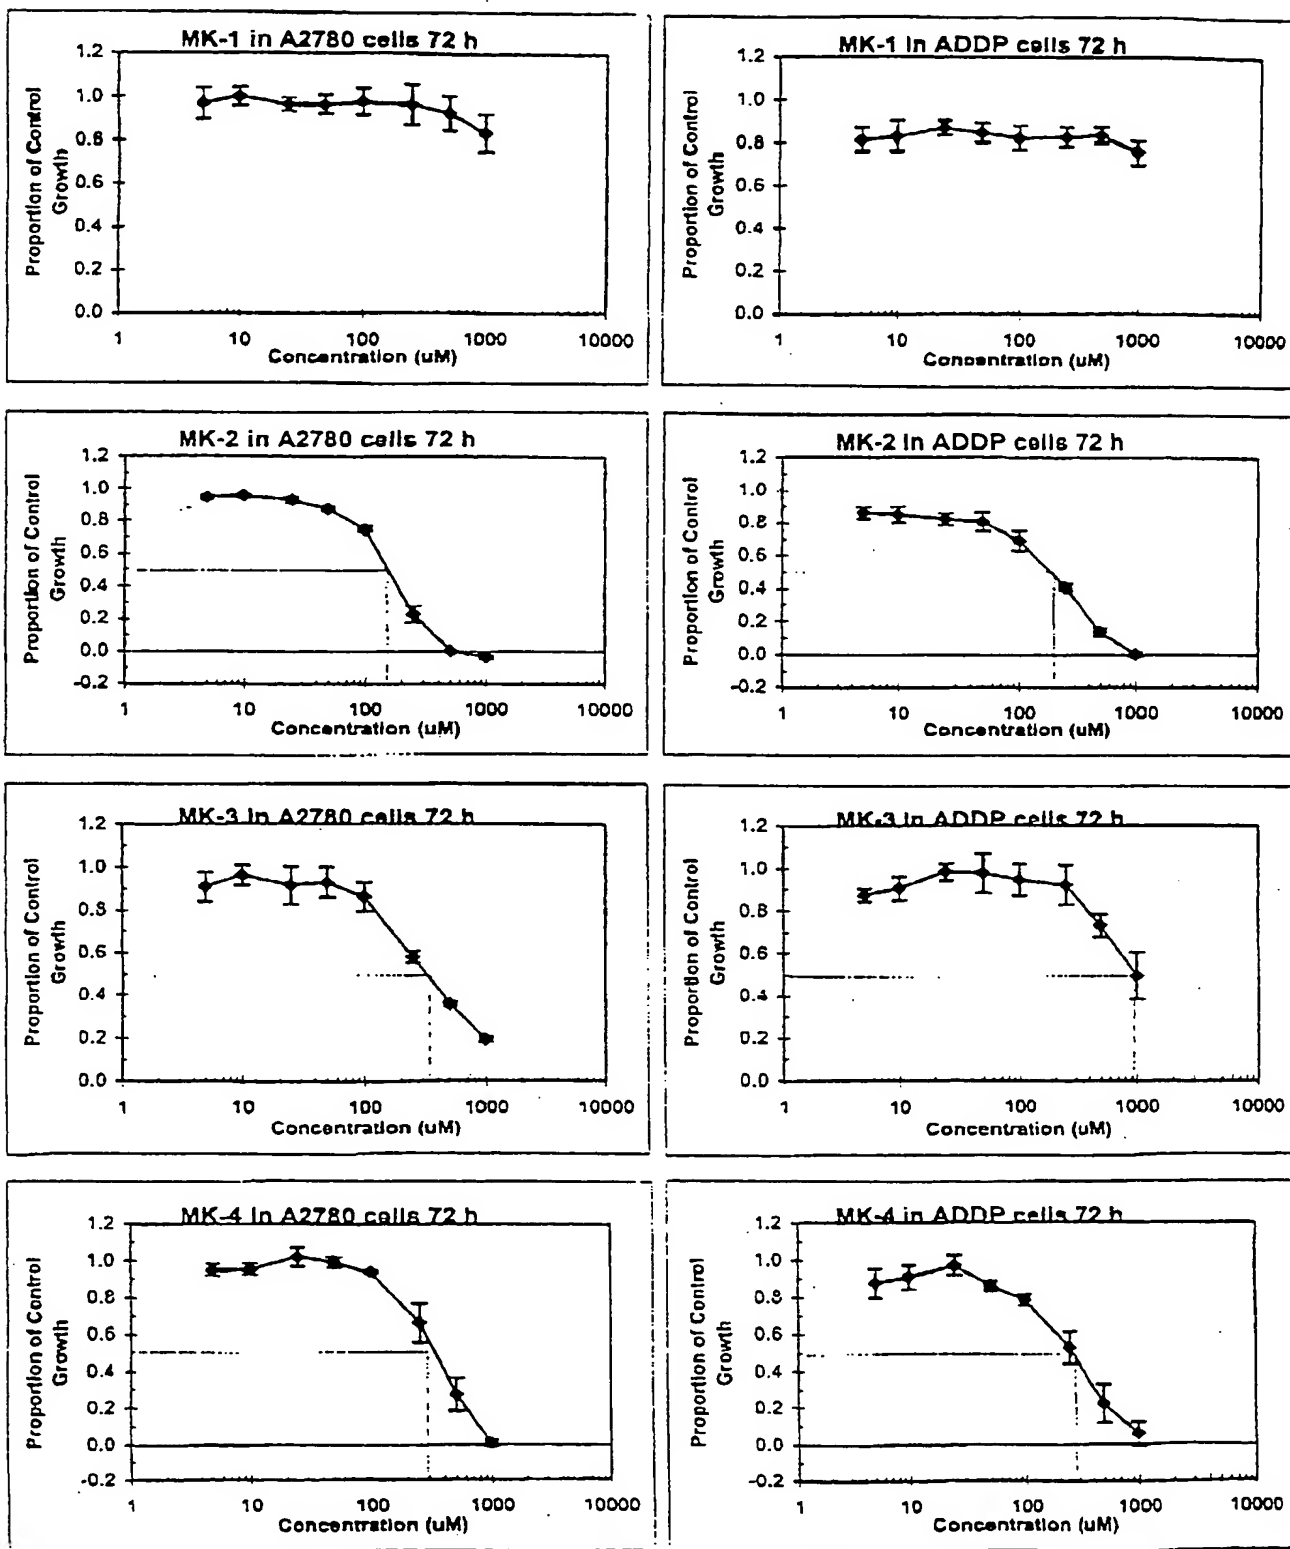 MK-1 in A2780 cells 72 h
Proportion of Control
Growth
1.2
1.0
0.8
0.6
0.4
0.2
0.0
1 10 100 1000 10000
Concentration (uM)
MK-1 in ADDP cells 72 h
Proportion of Control
Growth
1.2
1.0
0.8
0.6
0.4
0.2
0.0
1 10 100 1000 10000
Concentration (uM)
MK-2 in A2780 cells 72 h
Proportion of Control
Growth
1.2
1.0
0.8
0.6
0.4
0.2
0.0
-0.2
1 10 100 1000 10000
Concentration (uM)
MK-2 in ADDP cells 72 h
Proportion of Control
Growth
1.2
1.0
0.8
0.6
0.4
0.2
0.0
-0.2
1 10 100 1000 10000
Concentration (uM)
MK-3 in A2780 cells 72 h
Proportion of Control
Growth
1.2
1.0
0.8
0.6
0.4
0.2
0.0
1 10 100 1000 10000
Concentration (uM)
MK-3 in ADDP cells 72 h
Proportion of Control
Growth
1.2
1.0
0.8
0.6
0.4
0.2
0.0
1 10 100 1000 10000
Concentration (uM)
MK-4 in A2780 cells 72 h
Proportion of Control
Growth
1.2
1.0
0.8
0.6
0.4
0.2
0.0
-0.2
1 10 100 1000 10000
Concentration (uM)
MK-4 in ADDP cells 72 h
Proportion of Control
Growth
1.2
1.0
0.8
0.6
0.4
0.2
0.0
-0.2
1 10 100 1000 10000
Concentration (uM)